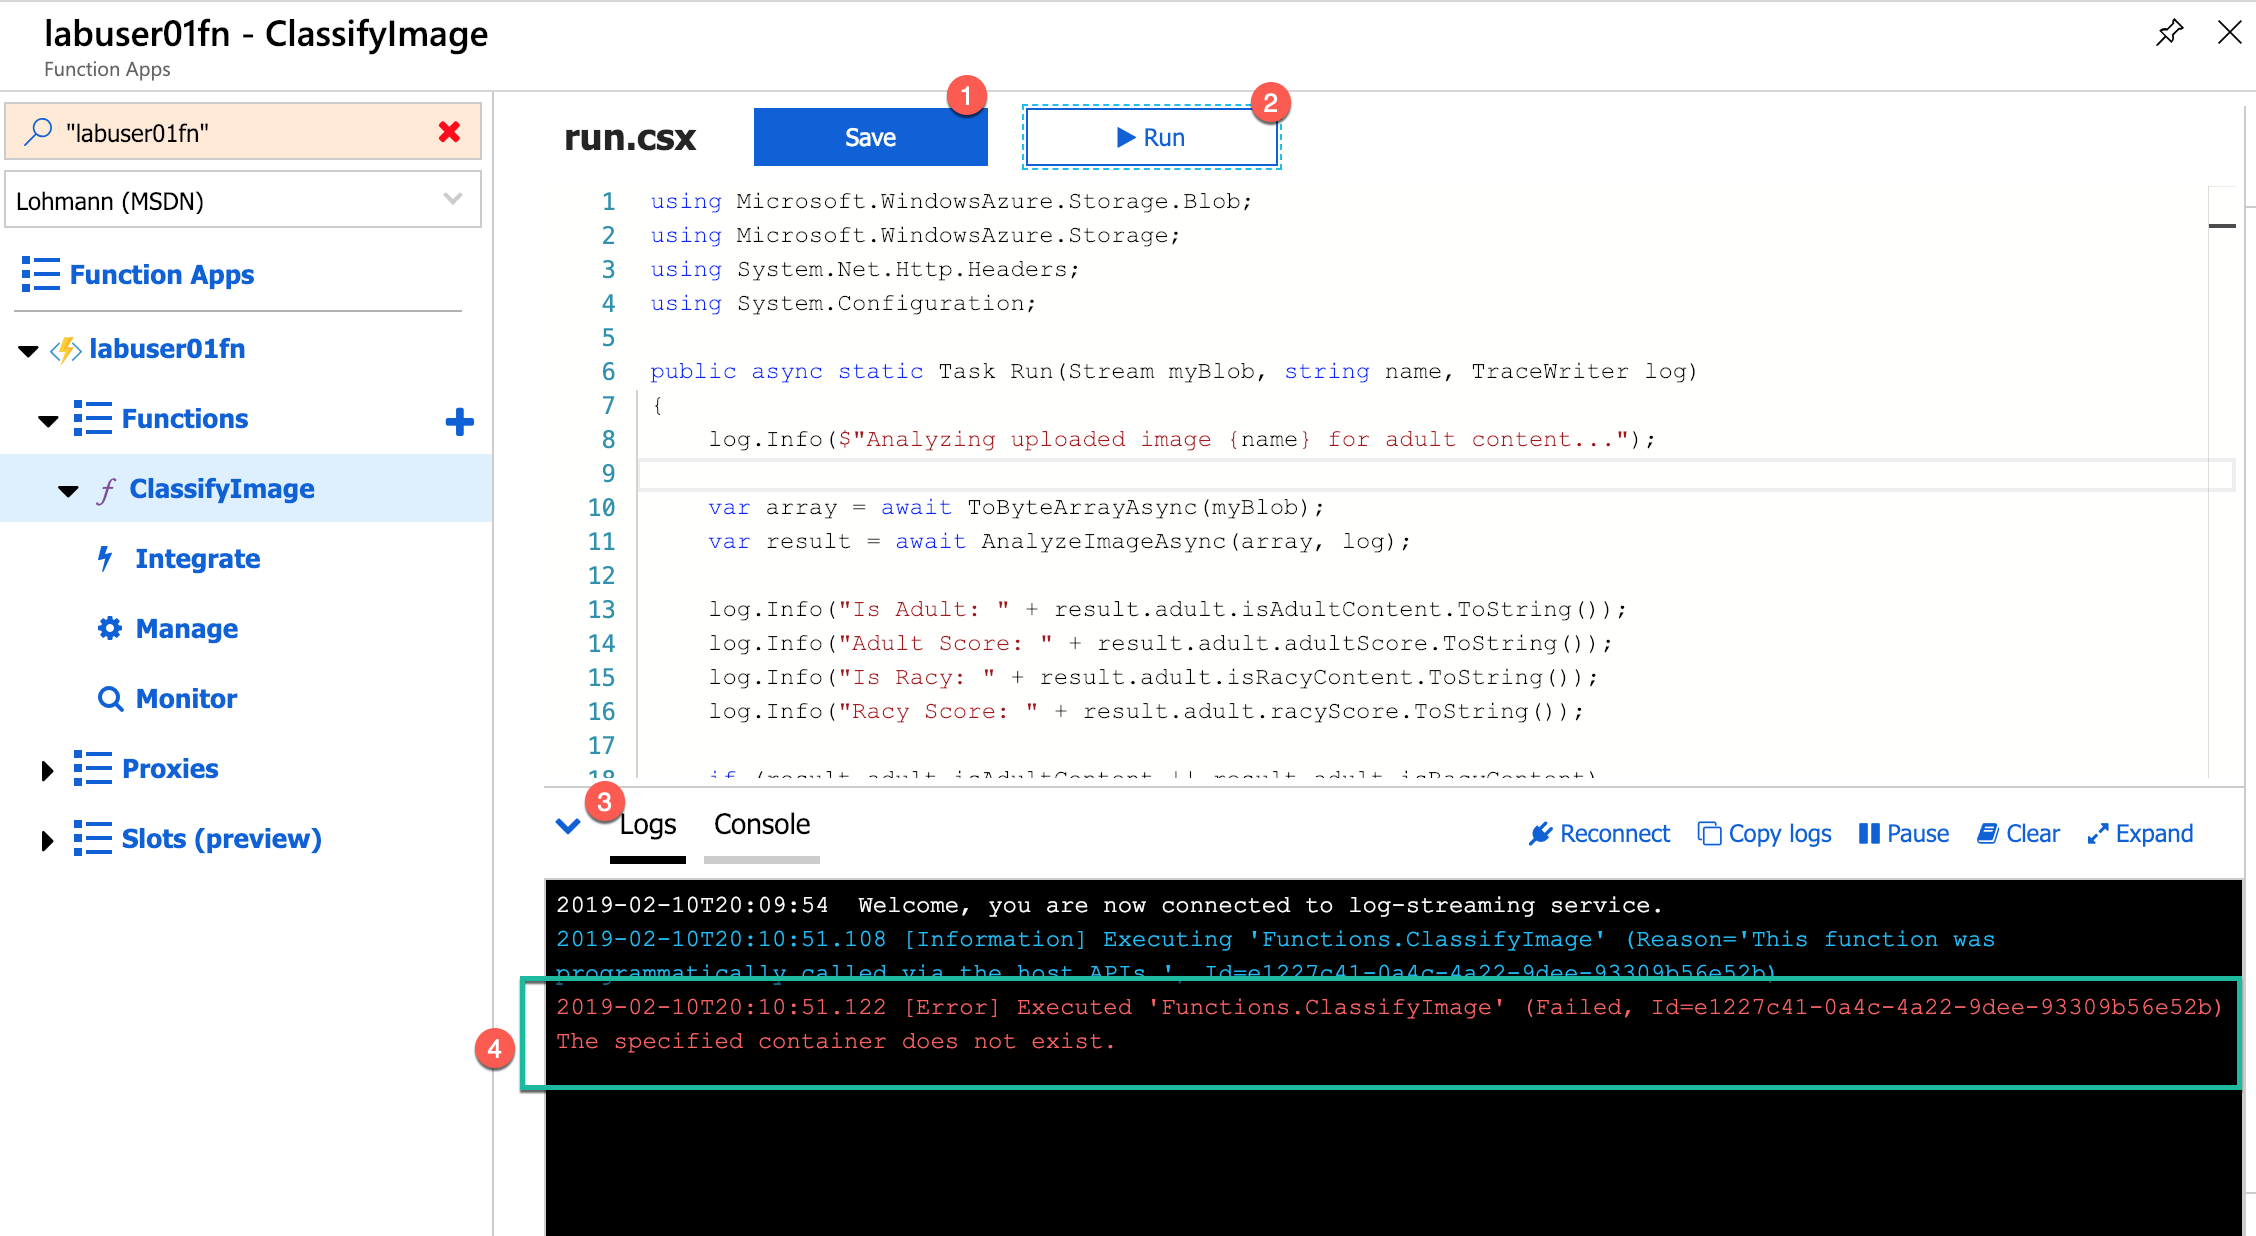 labuser01fn - ClassifyImage
Function Apps
"labuser01fn"
Lohmann (MSDN)
Function Apps
labuser01fn
Functions
ClassifyImage
Integrate
Manage
Monitor
Proxies
Slots (preview)
run.csx
Save
1
Run
2
1 using Microsoft.WindowsAzure.Storage.Blob;
2 using Microsoft.WindowsAzure.Storage;
3 using System.Net.Http.Headers;
4 using System.Configuration;
5
6 public async static Task Run(Stream myBlob, string name, TraceWriter log)
7 {
8 log.Info($"Analyzing uploaded image {name} for adult content...");
9
10 var array = await ToByteArrayAsync(myBlob);
11 var result = await AnalyzeImageAsync(array, log);
12
13 log.Info("Is Adult: " + result.adult.isAdultContent.ToString());
14 log.Info("Adult Score: " + result.adult.adultScore.ToString());
15 log.Info("Is Racy: " + result.adult.isRacyContent.ToString());
16 log.Info("Racy Score: " + result.adult.racyScore.ToString());
17
18 if (result.adult.isAdultContent || result.adult.isRacyContent)
3
Logs
Console
Reconnect
Copy logs
Pause
Clear
Expand
2019-02-10T20:09:54 Welcome, you are now connected to log-streaming service.
2019-02-10T20:10:51.108 [Information] Executing 'Functions.ClassifyImage' (Reason='This function was
programmatically called via the host APIs.', Id=e1227c41-0a4c-4a22-9dee-93309b56e52b)
2019-02-10T20:10:51.122 [Error] Executed 'Functions.ClassifyImage' (Failed, Id=e1227c41-0a4c-4a22-9dee-93309b56e52b)
The specified container does not exist.
4